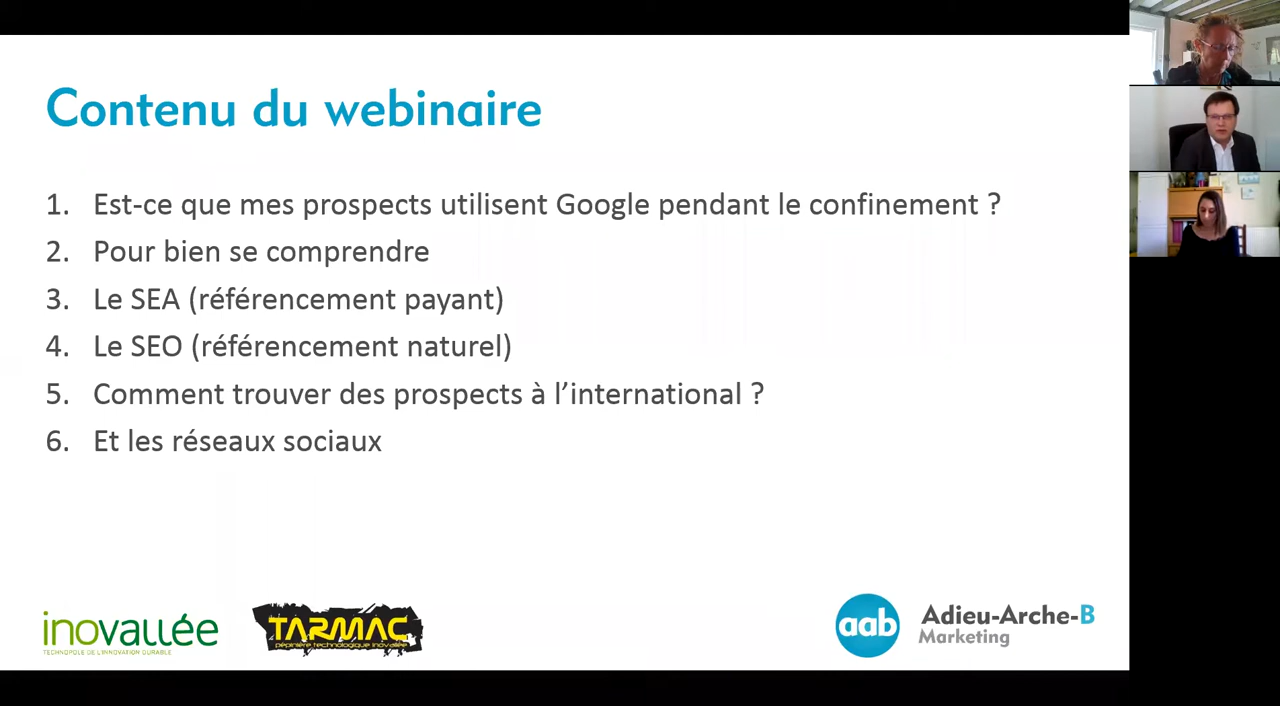 Contenu du webinaire
1. Est-ce que mes prospects utilisent Google pendant le confinement ?
2. Pour bien se comprendre
3. Le SEA (référencement payant)
4. Le SEO (référencement naturel)
5. Comment trouver des prospects à l’international ?
6. Et les réseaux sociaux
inovallée
TECHNOPOLE DE L'INNOVATION DURABLE
TARMAC
pépinière technologique inovallée
aab
Adieu-Arche-B
Marketing